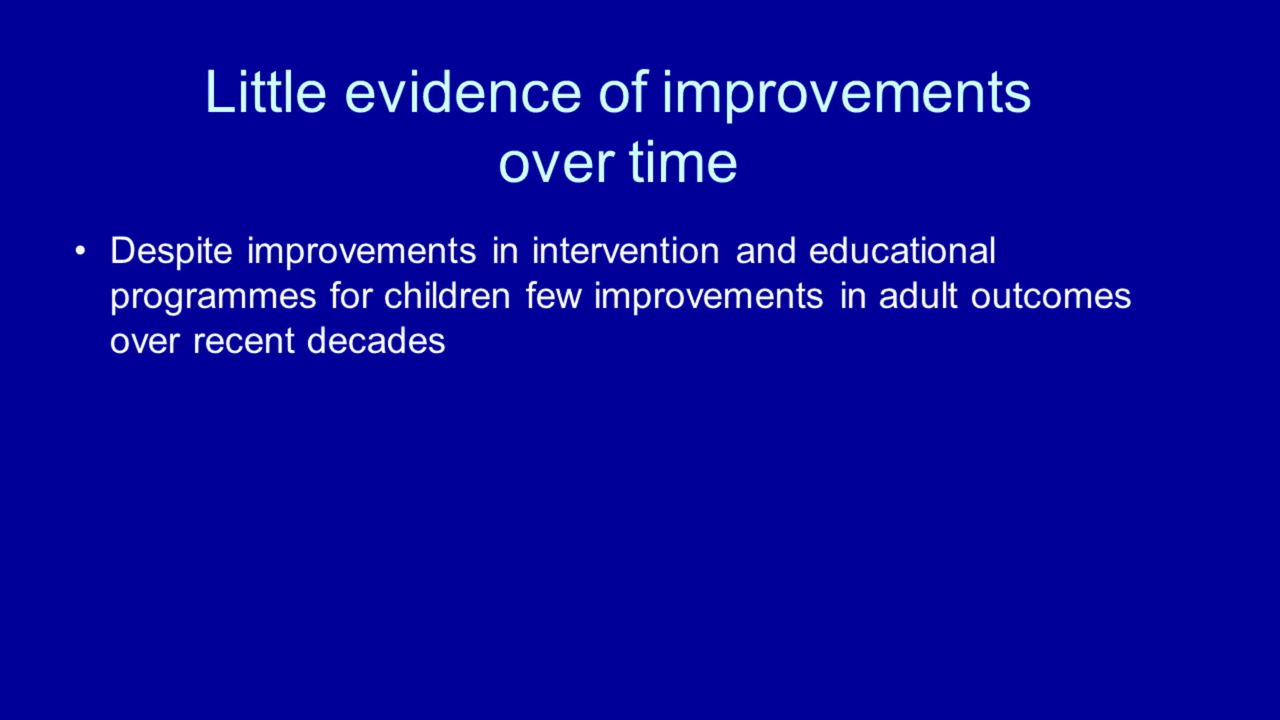 Little evidence of improvements
over time
• Despite improvements in intervention and educational
programmes for children few improvements in adult outcomes
over recent decades